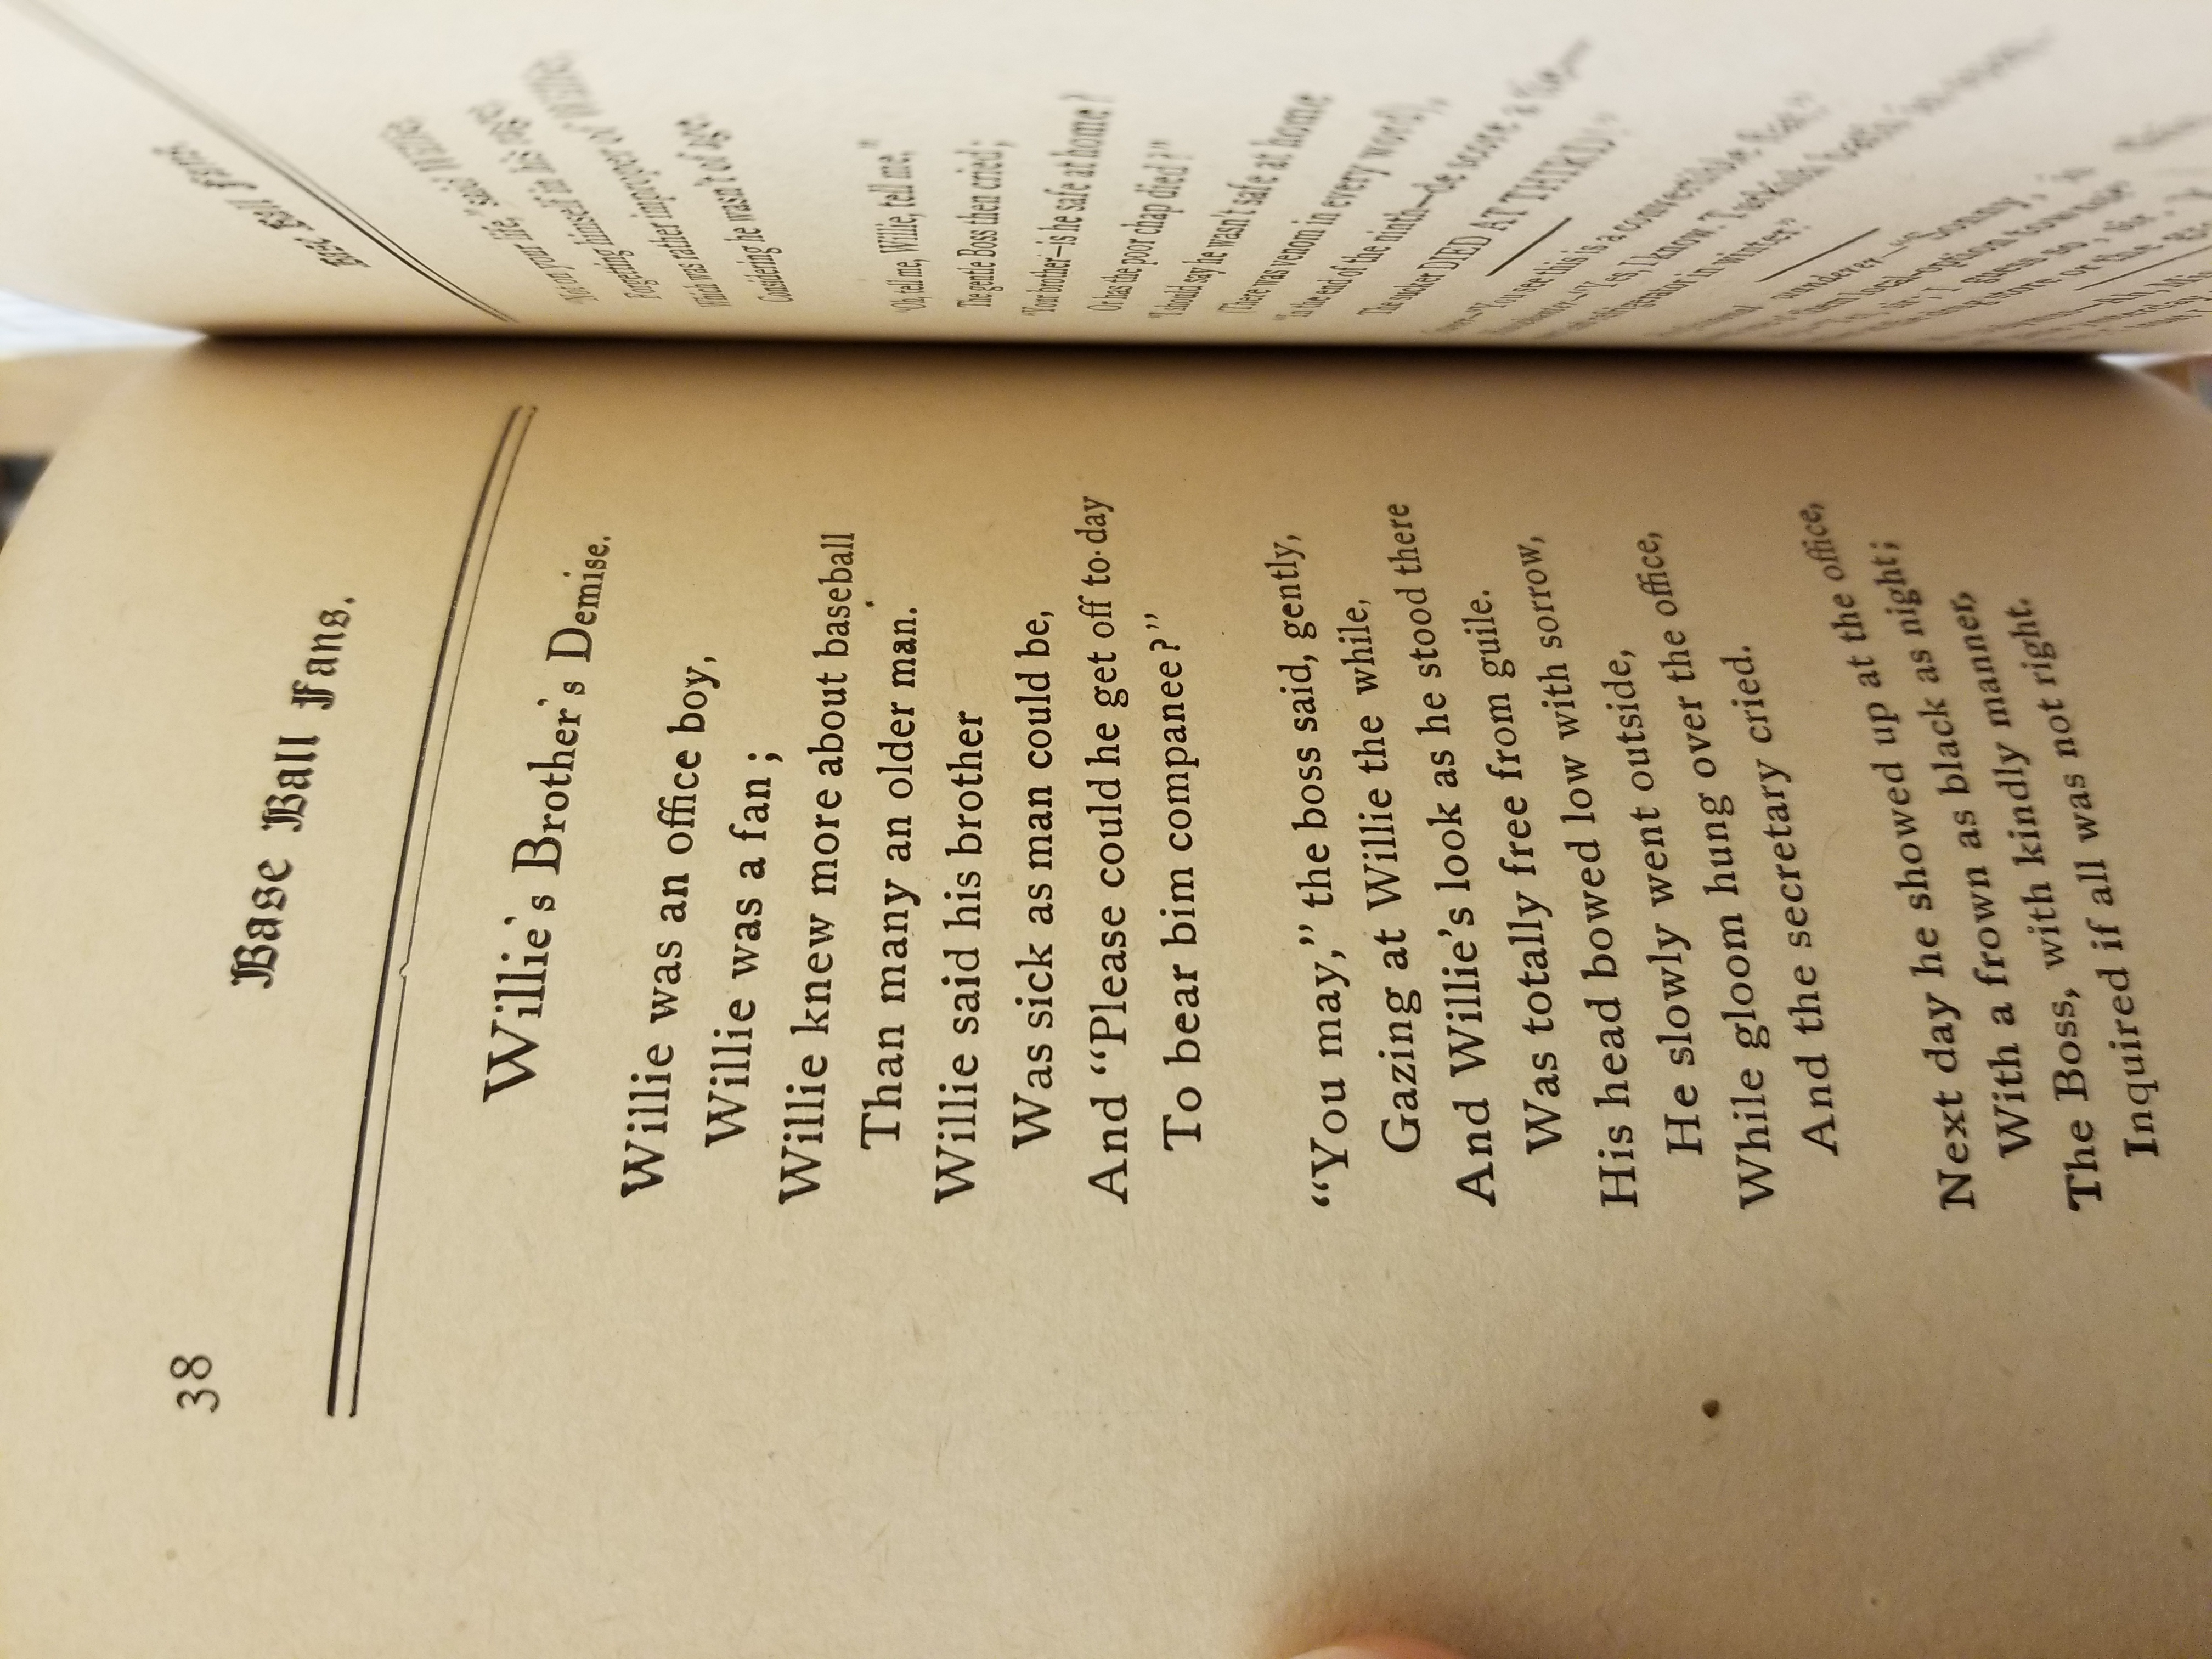 38
Base Ball Fans.
Willie's Brother's Demise.
Willie was an office boy,
Willie was a fan ;
Willie knew more about baseball
Than many an older man.
Willie said his brother
Was sick as man could be,
And “Please could he get off to-day
To bear bim companee?”
“You may,” the boss said, gently,
Gazing at Willie the while,
And Willie’s look as he stood there
Was totally free from guile.
His head bowed low with sorrow,
He slowly went outside,
While gloom hung over the office,
And the secretary cried.
Next day he showed up at the office,
With a frown as black as night;
The Boss, with kindly manner,
Inquired if all was not right.
Base Ball Fans
“Not on your life,” said Willie,
Forgetting himself in his rage;
Which was rather improper of Willie,
Considering he wasn’t of age.
“Oh, tell me, Willie, tell me,”
The gentle Boss then cried;
“Your brother—is he safe at home?
Or has the poor chap died?”
“I should say he wasn’t safe at home
(There was venom in every word),
“In the end of the ninth—de score a tie—
The sucker DIED AT THIRD!”
“You see this is a convertible,
“Yes, I know. Turkish
refrigerator in winter.”